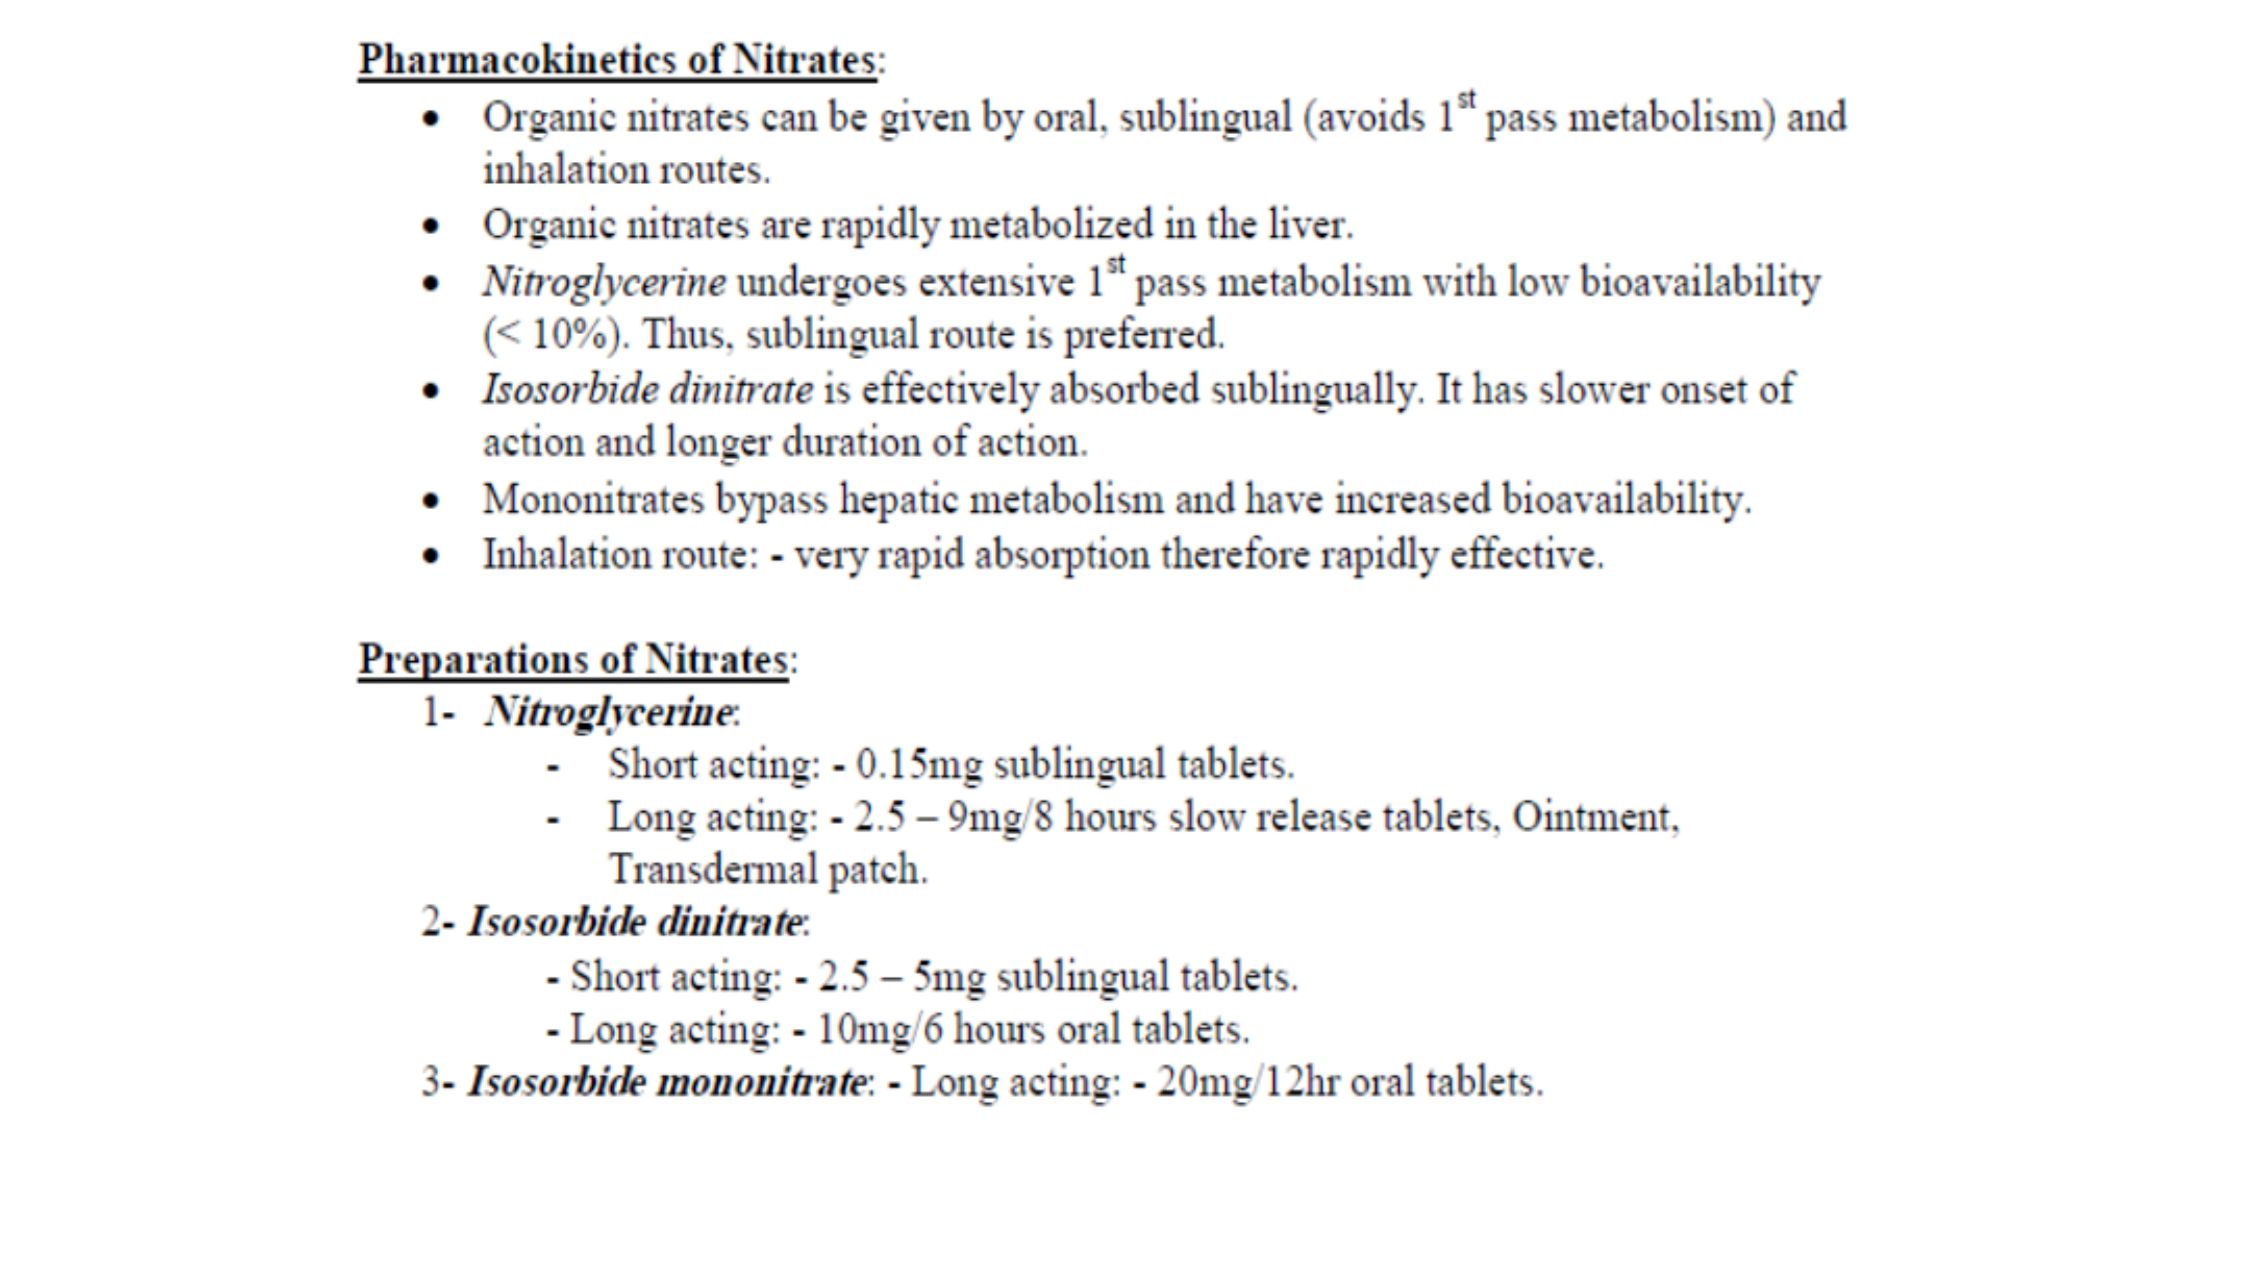 Pharmacokinetics of Nitrates:
• Organic nitrates can be given by oral, sublingual (avoids 1st pass metabolism) and
inhalation routes.
• Organic nitrates are rapidly metabolized in the liver.
• Nitroglycerine undergoes extensive 1st pass metabolism with low bioavailability
(< 10%). Thus, sublingual route is preferred.
• Isosorbide dinitrate is effectively absorbed sublingually. It has slower onset of
action and longer duration of action.
• Mononitrates bypass hepatic metabolism and have increased bioavailability.
• Inhalation route: - very rapid absorption therefore rapidly effective.
Preparations of Nitrates:
1- Nitroglycerine:
- Short acting: - 0.15mg sublingual tablets.
- Long acting: - 2.5 – 9mg/8 hours slow release tablets, Ointment,
Transdermal patch.
2- Isosorbide dinitrate:
- Short acting: - 2.5 – 5mg sublingual tablets.
- Long acting: - 10mg/6 hours oral tablets.
3- Isosorbide mononitrate: - Long acting: - 20mg/12hr oral tablets.